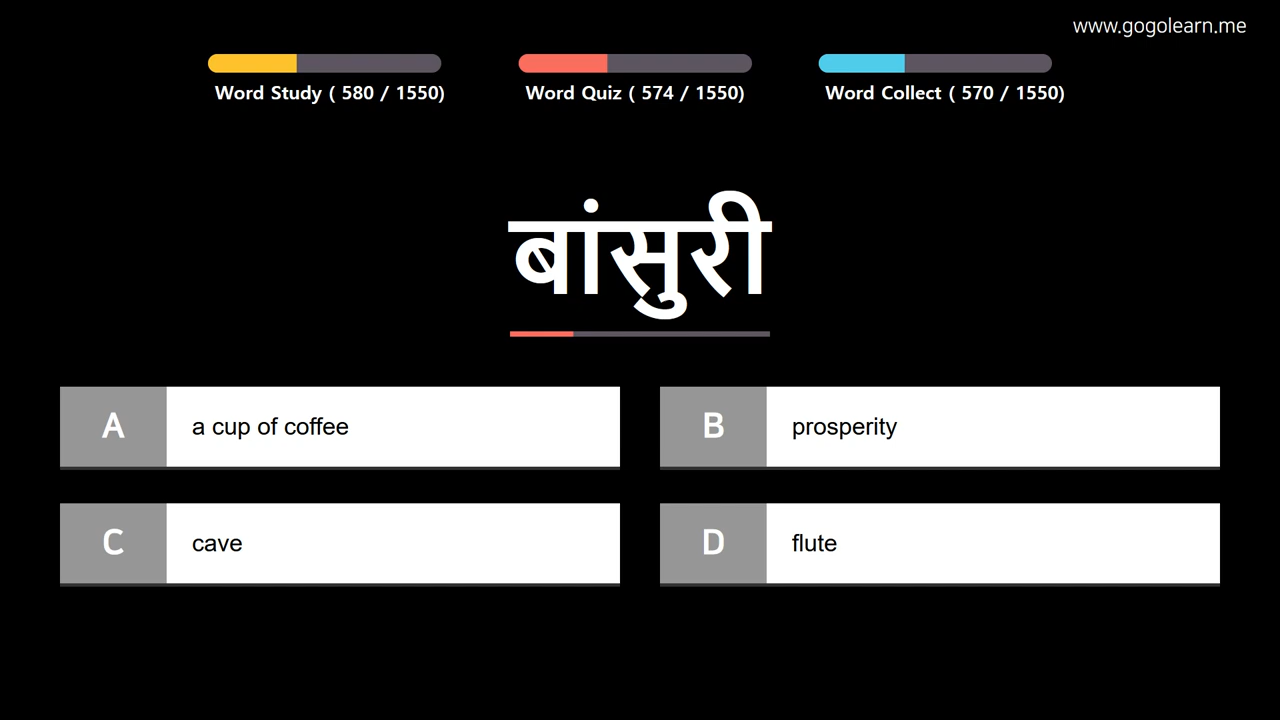 www.gogolearn.me
Word Study ( 580 / 1550)
Word Quiz ( 574 / 1550)
Word Collect ( 570 / 1550)
बांसुरी
A a cup of coffee
B prosperity
C cave
D flute